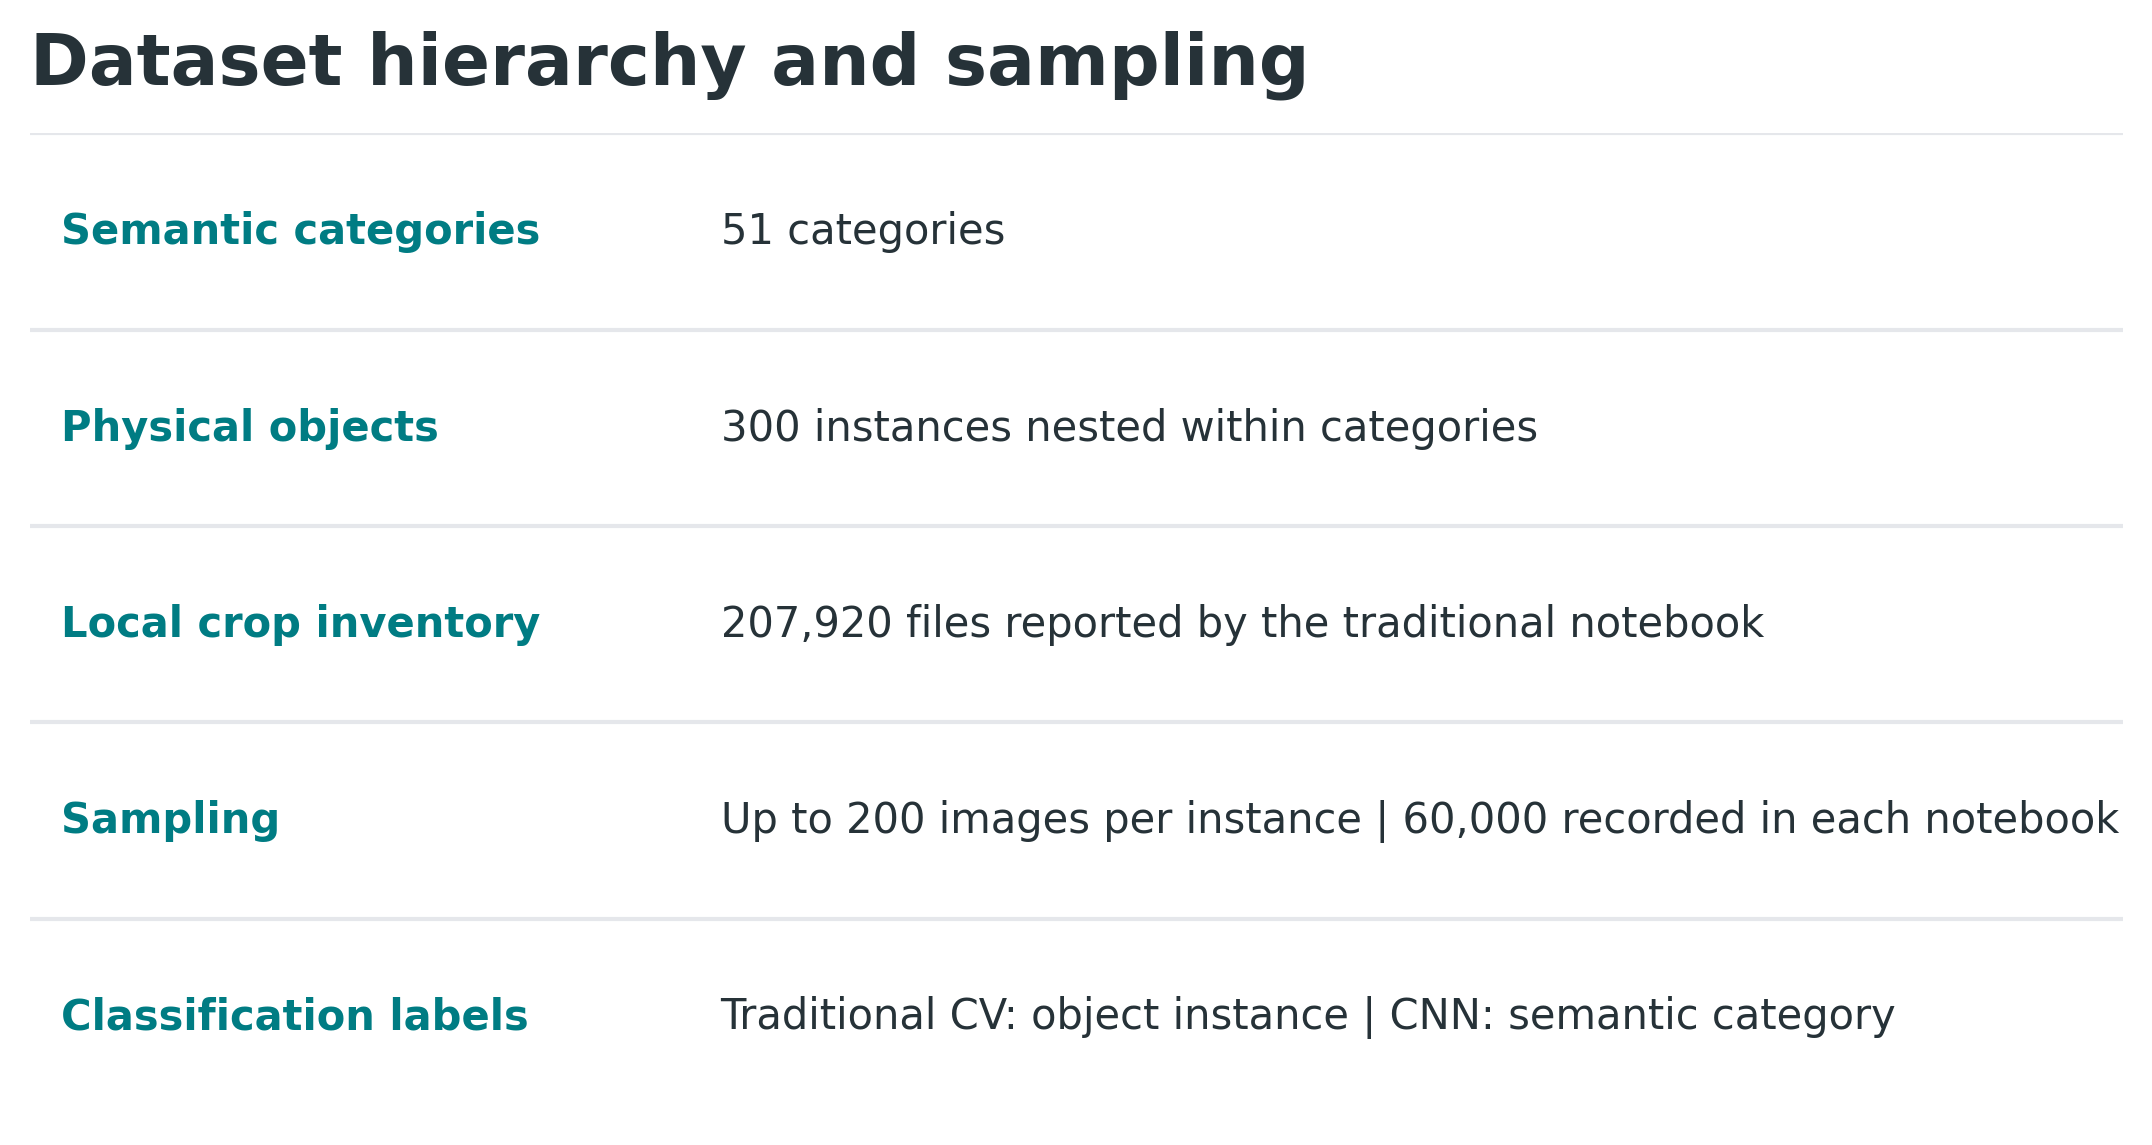 Dataset hierarchy and sampling
Semantic categories 51 categories
Physical objects 300 instances nested within categories
Local crop inventory 207,920 files reported by the traditional notebook
Sampling Up to 200 images per instance | 60,000 recorded in each notebook
Classification labels Traditional CV: object instance | CNN: semantic category